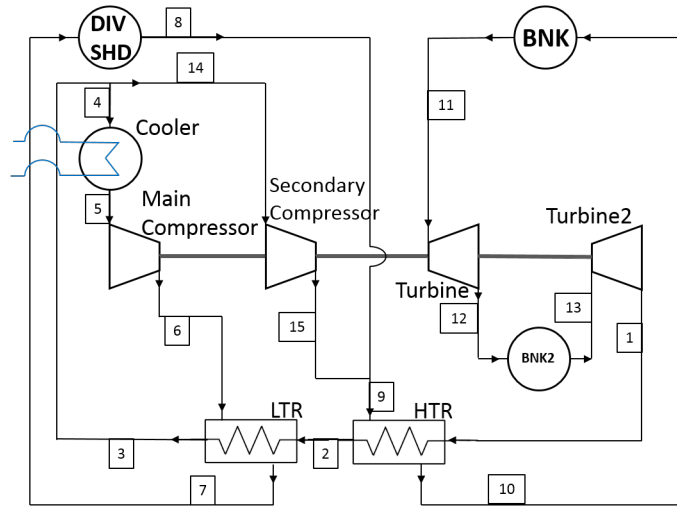 DIV
SHD
8
BNK
14
4
11
Cooler
Secondary
Compressor
Main
Compressor
5
Turbine2
Turbine
6
15
12
13
1
BNK2
9
LTR
HTR
3
2
7
10